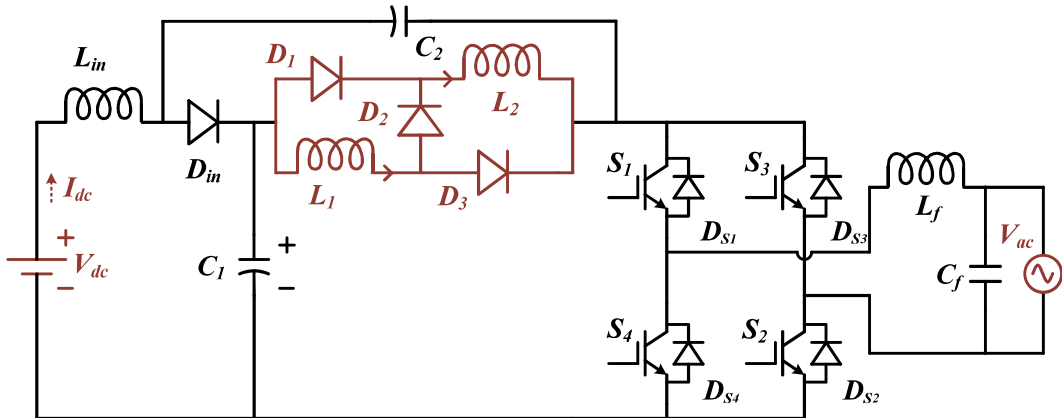 C2
Lin
D1
L2
D2
Din
L1
D3
Idc
+
Vdc
−
C1
+
−
S1
DS1
S3
DS3
Lf
Vac
Cf
S4
DS4
S2
DS2